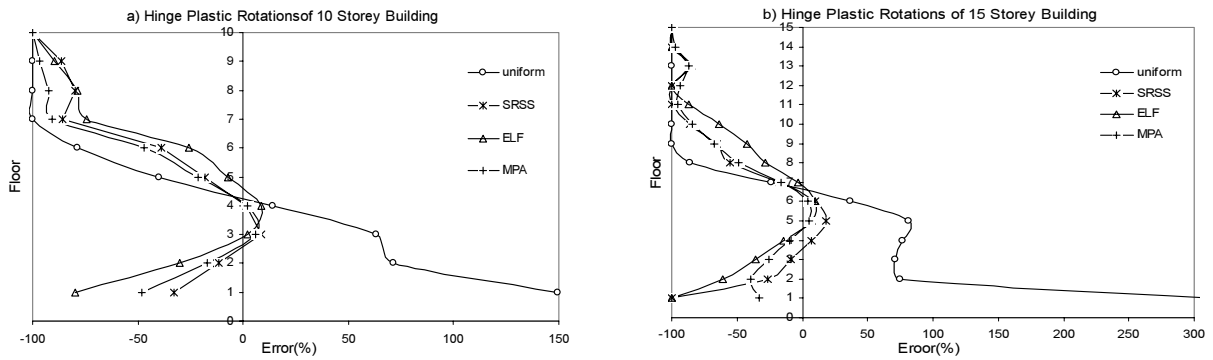 a) Hinge Plastic Rotationsof 10 Storey Building
10
9
8
7
6
5
4
3
2
1
0
Floor
-100 -50 0 50 100 150
Error(%)
uniform
SRSS
ELF
MPA
b) Hinge Plastic Rotations of 15 Storey Building
15
14
13
12
11
10
9
8
7
6
5
4
3
2
1
0
Floor
-100 -50 0 50 100 150 200 250 300
Eroor(%)
uniform
SRSS
ELF
MPA